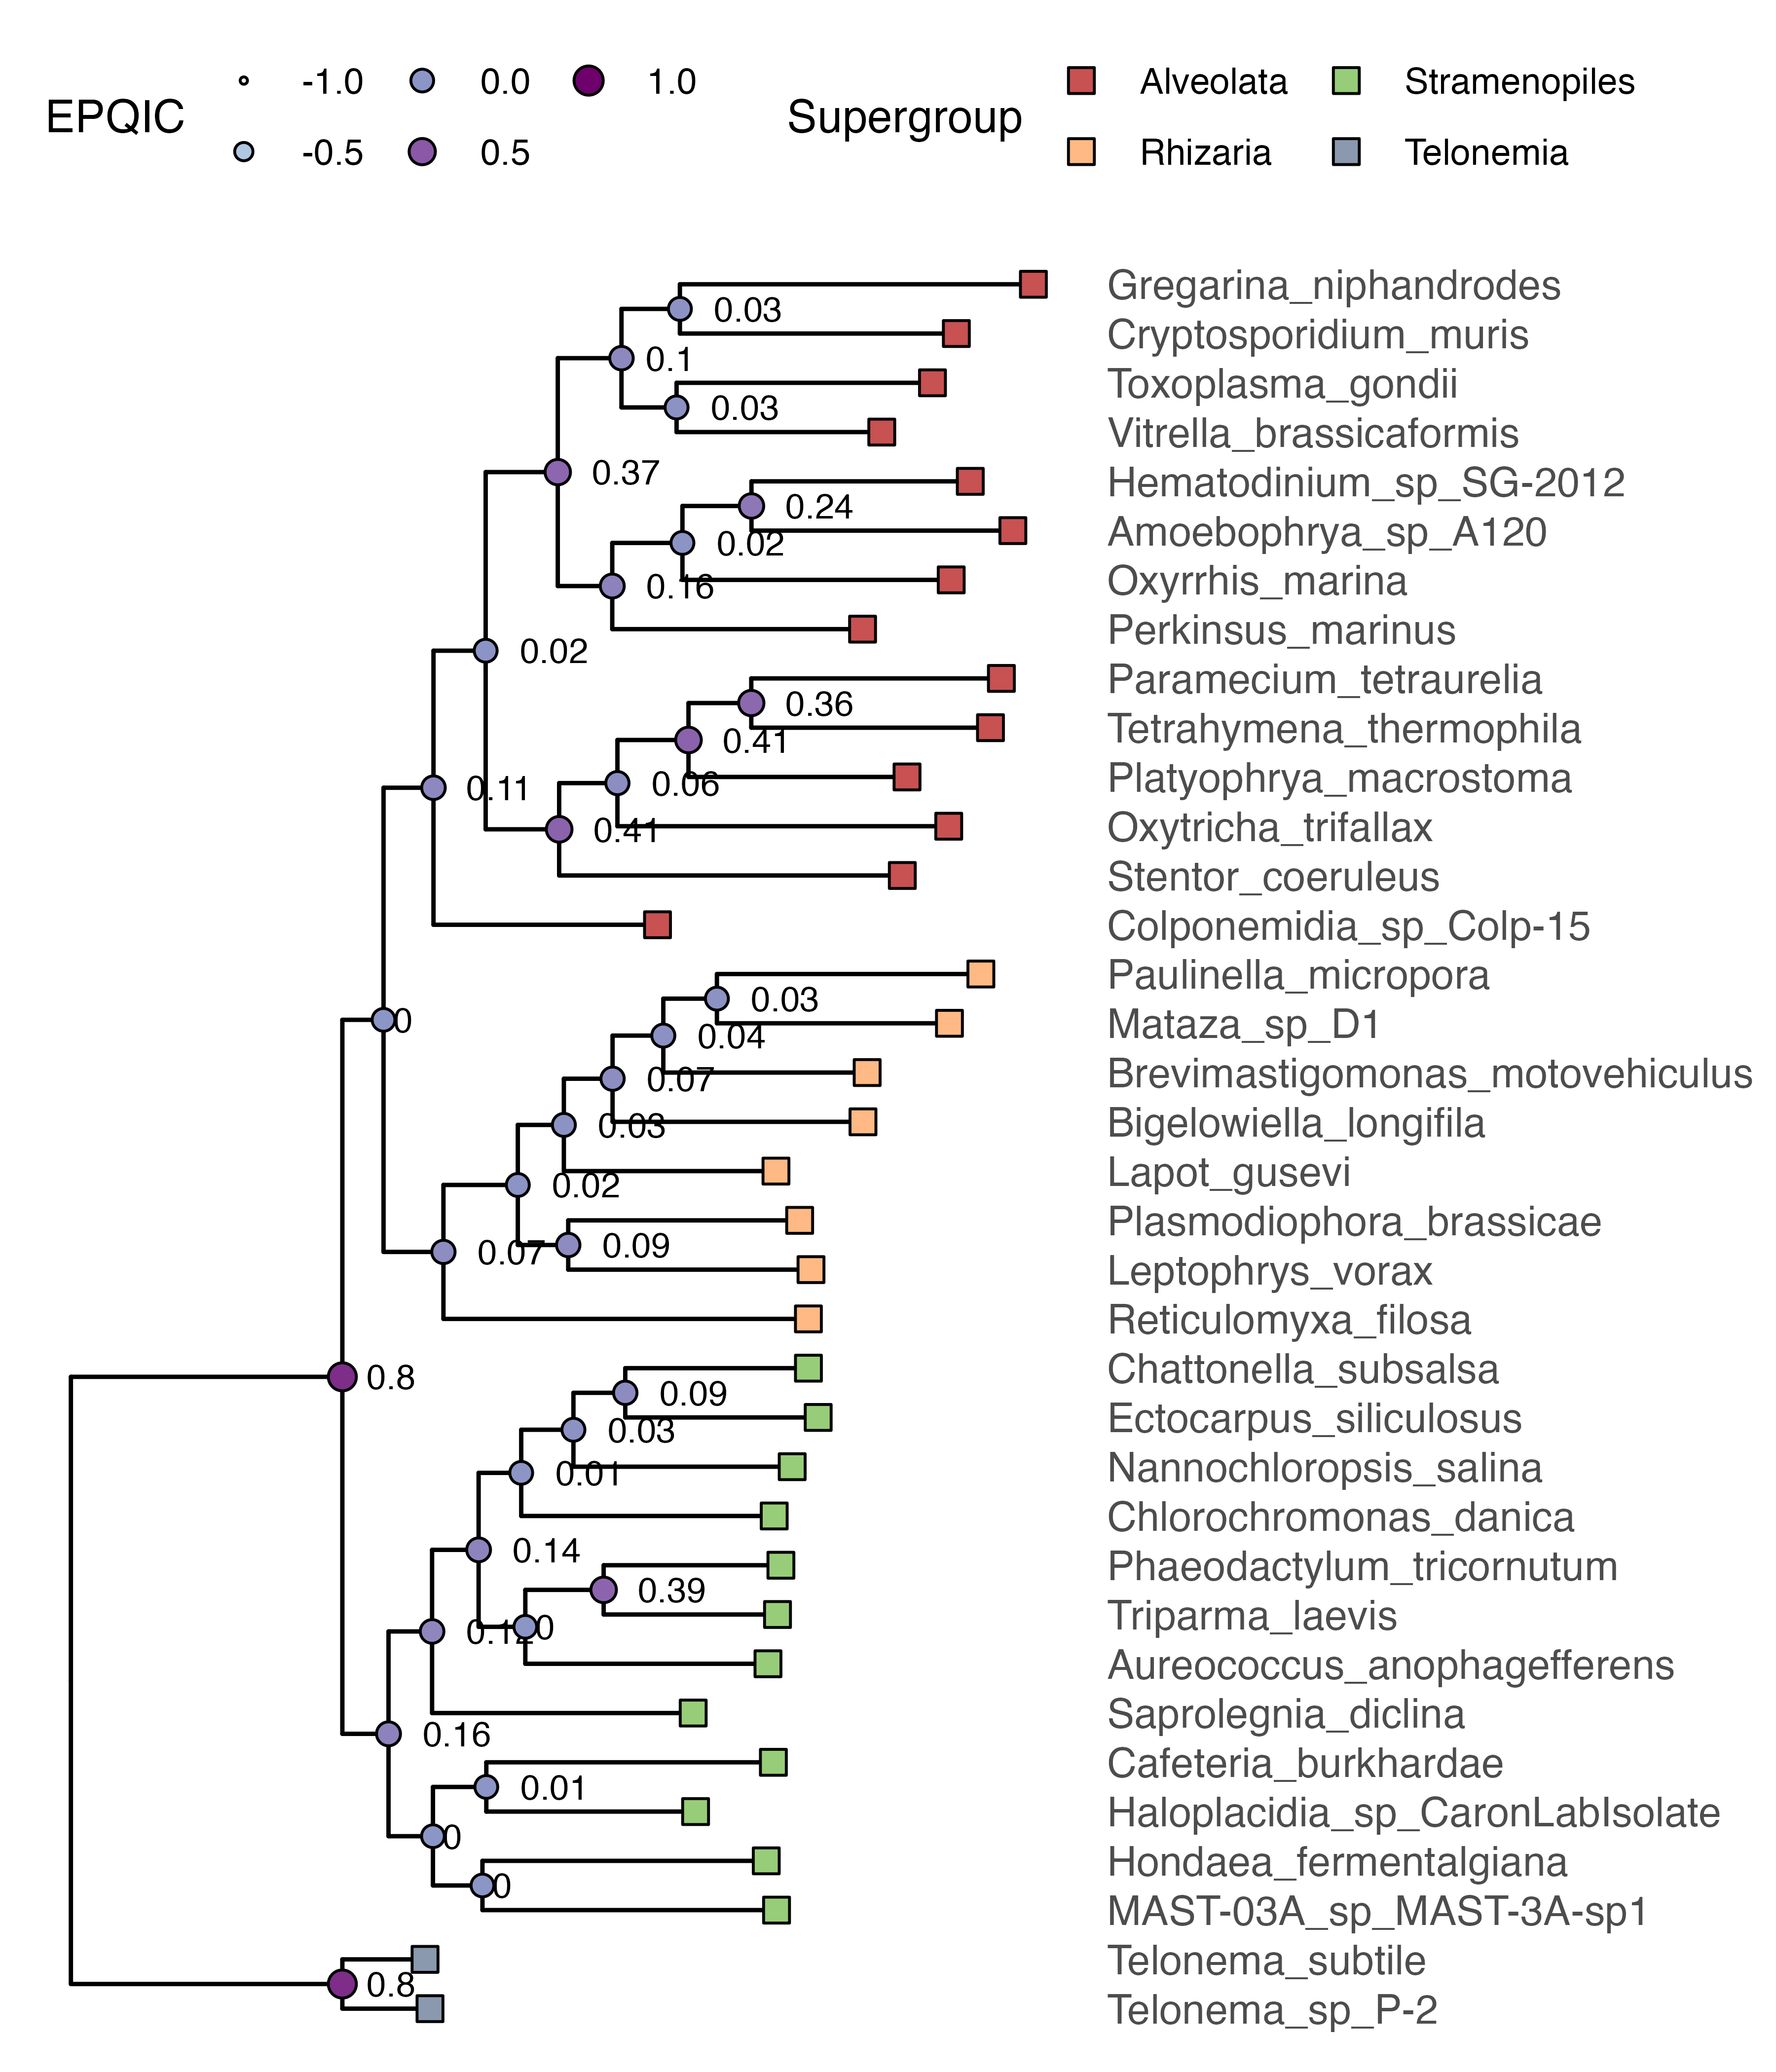 EPQIC
-1.0 0.0 1.0
-0.5 0.5
Supergroup
Alveolata Stramenopiles
Rhizaria Telonemia
Gregarina_niphandrodes
0.03
Cryptosporidium_muris
0.1
Toxoplasma_gondii
0.03
Vitrella_brassicaformis
0.37
Hematodinium_sp_SG-2012
0.24
Amoebophrya_sp_A120
0.02
Oxyrrhis_marina
0.16
Perkinsus_marinus
0.02
Paramecium_tetraurelia
0.36
Tetrahymena_thermophila
0.41
Platyophrya_macrostoma
0.06
0.11
Oxytricha_trifallax
0.41
Stentor_coeruleus
Colponemidia_sp_Colp-15
Paulinella_micropora
0.03
Mataza_sp_D1
0
0.04
Brevimastigomonas_motovehiculus
0.07
Bigelowiella_longifila
0.03
Lapot_gusevi
0.02
Plasmodiophora_brassicae
0.09
0.07
Leptophrys_vorax
Reticulomyxa_filosa
Chattonella_subsalsa
0.8
0.09
Ectocarpus_siliculosus
0.03
Nannochloropsis_salina
0.01
Chlorochromonas_danica
0.14
Phaeodactylum_tricornutum
0.39
Triparma_laevis
0
0.12
Aureococcus_anophagefferens
Saprolegnia_diclina
0.16
Cafeteria_burkhardae
0.01
Haloplacidia_sp_CaronLabIsolate
0
Hondaea_fermentalgiana
0
MAST-03A_sp_MAST-3A-sp1
Telonema_subtile
0.8
Telonema_sp_P-2